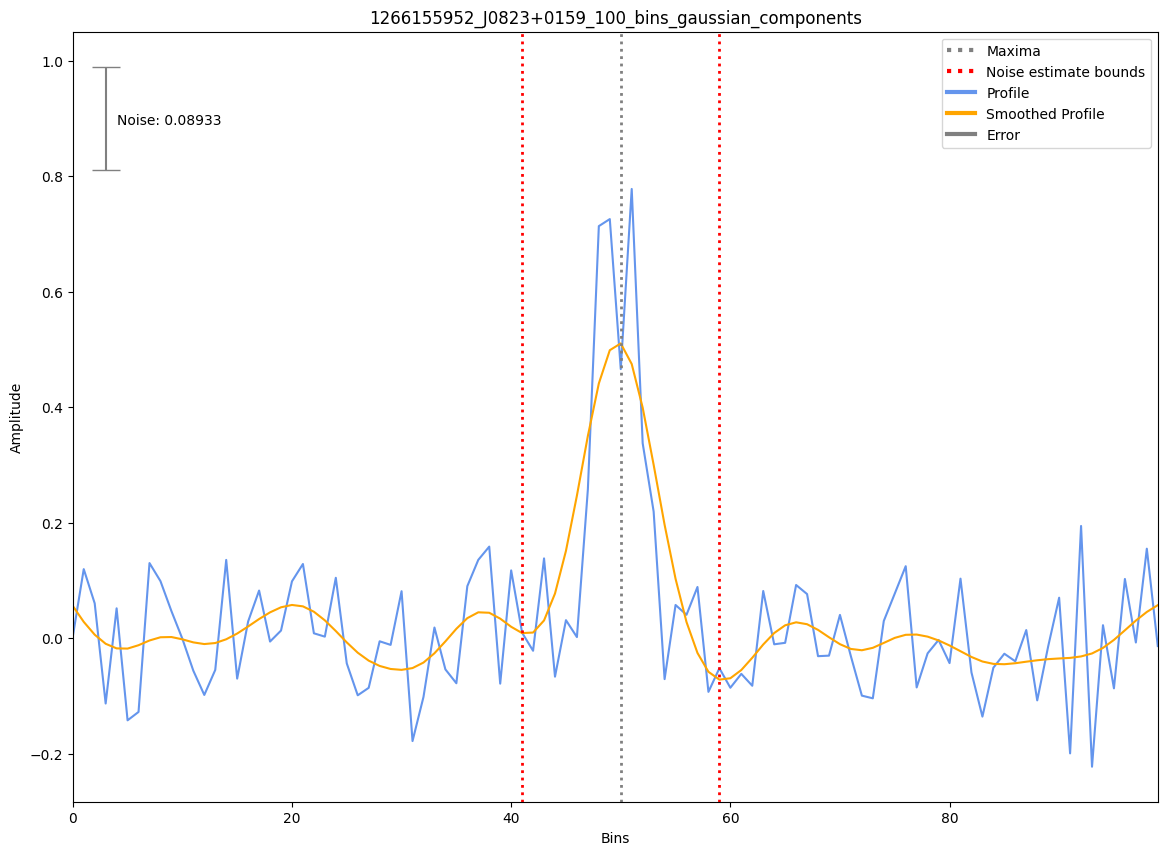 1266155952_J0823+0159_100_bins_gaussian_components
Maxima
Noise estimate bounds
Profile
Smoothed Profile
Error
Noise: 0.08933
1.0
0.8
0.6
0.4
0.2
0.0
−0.2
Amplitude
0 20 40 60 80
Bins